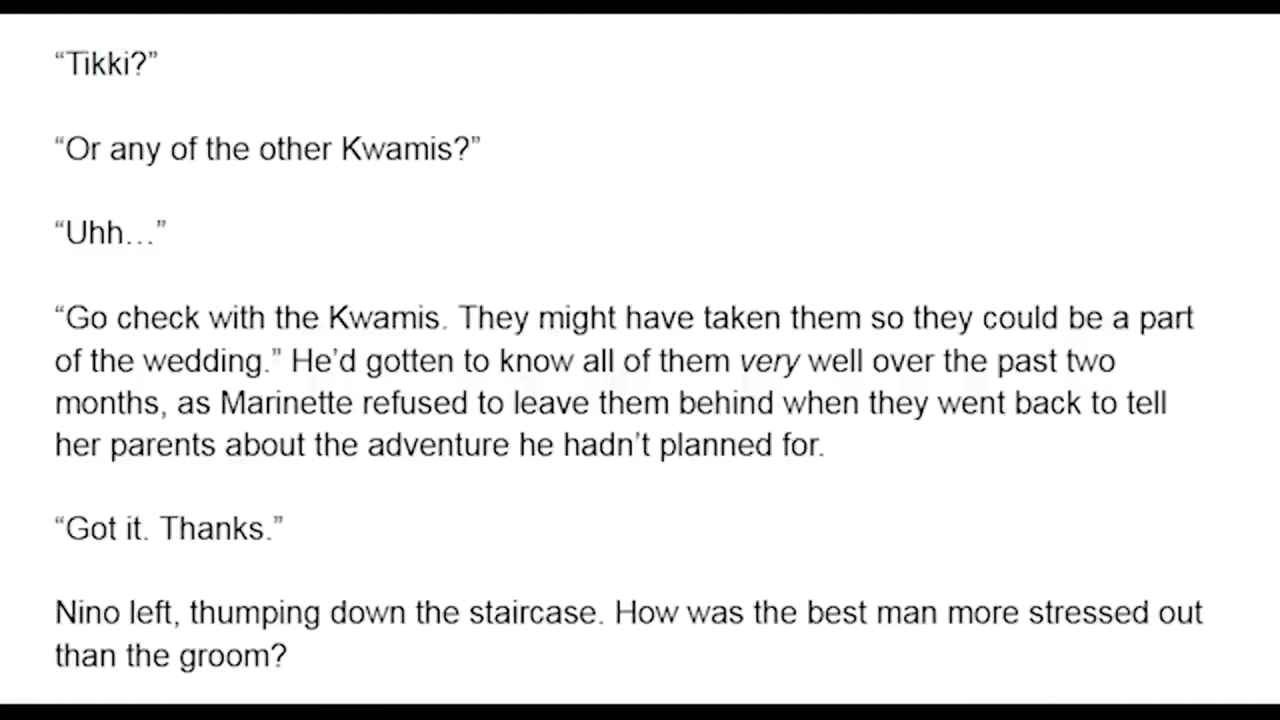 “Tikki?”
“Or any of the other Kwamis?”
“Uhh…”
“Go check with the Kwamis. They might have taken them so they could be a part
of the wedding.” He’d gotten to know all of them very well over the past two
months, as Marinette refused to leave them behind when they went back to tell
her parents about the adventure he hadn’t planned for.
“Got it. Thanks.”
Nino left, thumping down the staircase. How was the best man more stressed out
than the groom?